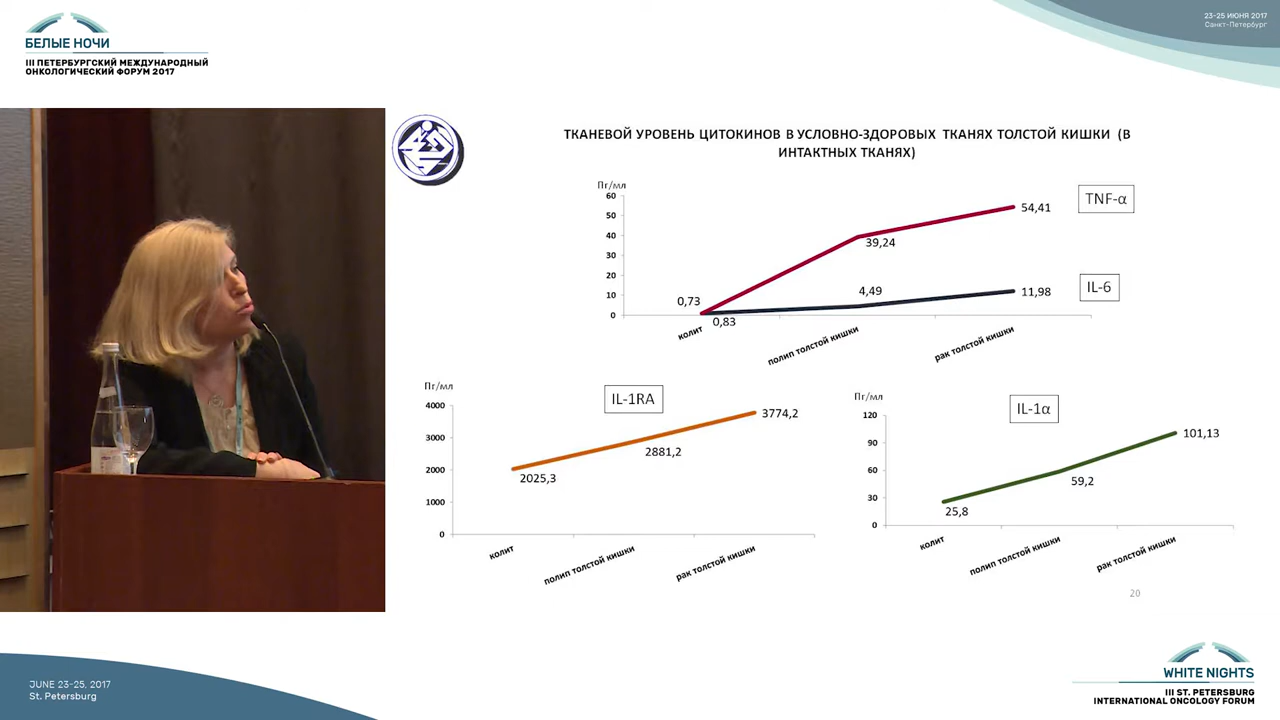 БЕЛЫЕ НОЧИ
III ПЕТЕРБУРГСКИЙ МЕЖДУНАРОДНЫЙ
ОНКОЛОГИЧЕСКИЙ ФОРУМ 2017
23-25 ИЮНЯ 2017
Санкт-Петербург
ТКАНЕВОЙ УРОВЕНЬ ЦИТОКИНОВ В УСЛОВНО-ЗДОРОВЫХ ТКАНЯХ ТОЛСТОЙ КИШКИ (В
ИНТАКТНЫХ ТКАНЯХ)
Пг/мл
60
50
40
30
20
10
0
0,73
0,83
39,24
4,49
54,41
11,98
TNF-α
IL-6
колит
полип толстой кишки
рак толстой кишки
Пг/мл
IL-1RA
4000
3000
2000
1000
0
2025,3
2881,2
3774,2
колит
полип толстой кишки
рак толстой кишки
Пг/мл
IL-1α
120
90
60
30
0
25,8
59,2
101,13
колит
полип толстой кишки
рак толстой кишки
20
JUNE 23-25, 2017
St. Petersburg
WHITE NIGHTS
III ST. PETERSBURG
INTERNATIONAL ONCOLOGY FORUM